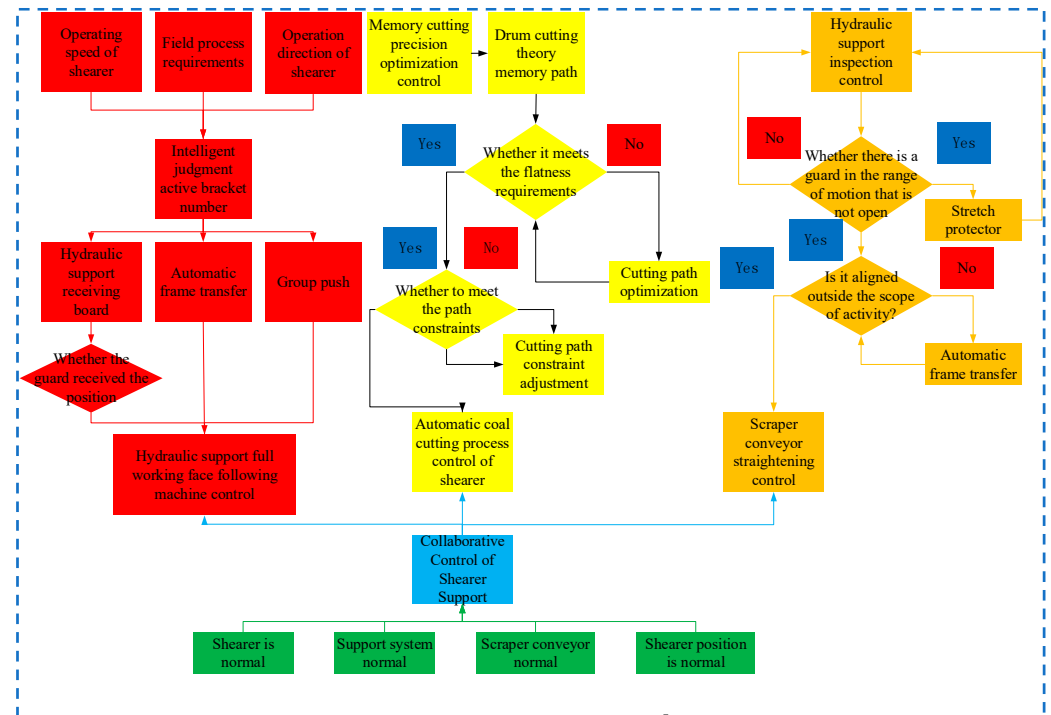 Operating
speed of
shearer
Field process
requirements
Operation
direction of
shearer
Memory cutting
precision
optimization
control
Drum cutting
theory
memory path
Hydraulic
support
inspection
control
Intelligent
judgment
active bracket
number
Yes
Whether it meets
the flatness
requirements
No
No
Whether there is a
guard in the range
of motion that is
not open
Yes
Stretch
protector
Hydraulic
support
receiving
board
Automatic
frame transfer
Group push
Yes
No
Whether to meet
the path
constraints
Cutting path
optimization
Yes
Yes
Is it aligned
outside the scope
of activity?
No
Whether the
guard received the
position
Cutting path
constraint
adjustment
Automatic
frame transfer
Hydraulic support full
working face following
machine control
Automatic coal
cutting process
control of
shearer
Scraper
conveyor
straightening
control
Collaborative
Control of
Shearer
Support
Shearer is
normal
Support system
normal
Scraper conveyor
normal
Shearer position
is normal